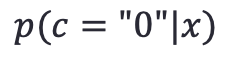 p(c = "0"|x)